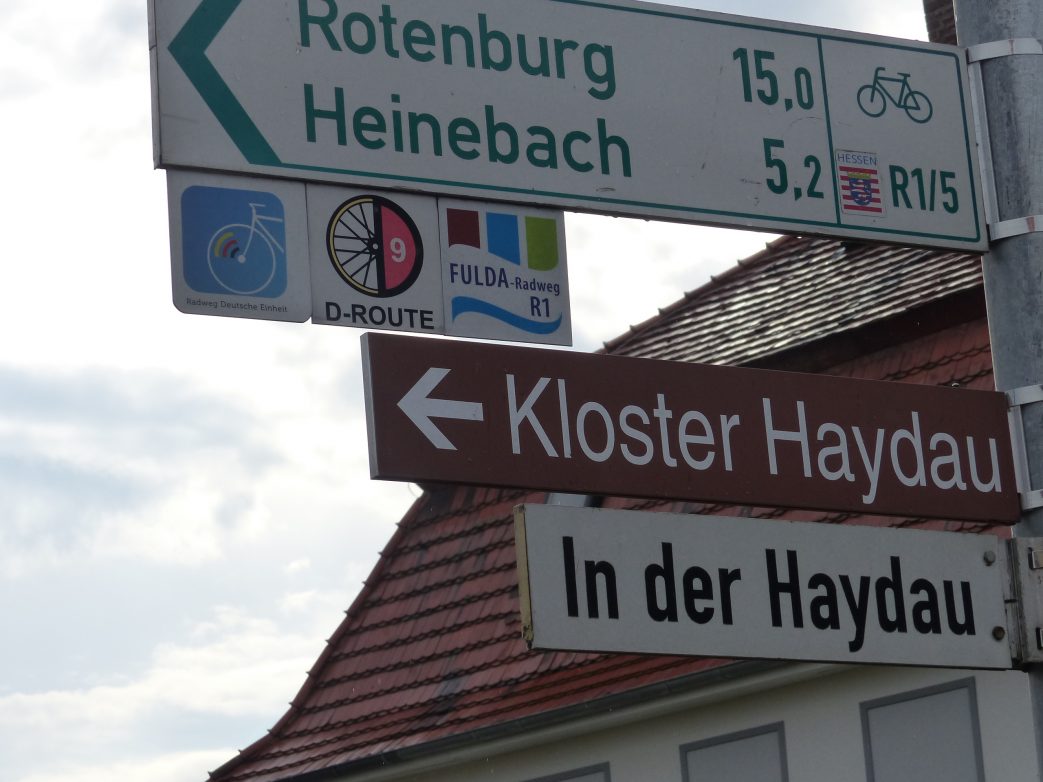 Rotenburg 15,0
Heinebach 5,2
HESSEN
R1/5
Radweg Deutsche Einheit
9
D-ROUTE
FULDA-Radweg
R1
Kloster Haydau
In der Haydau